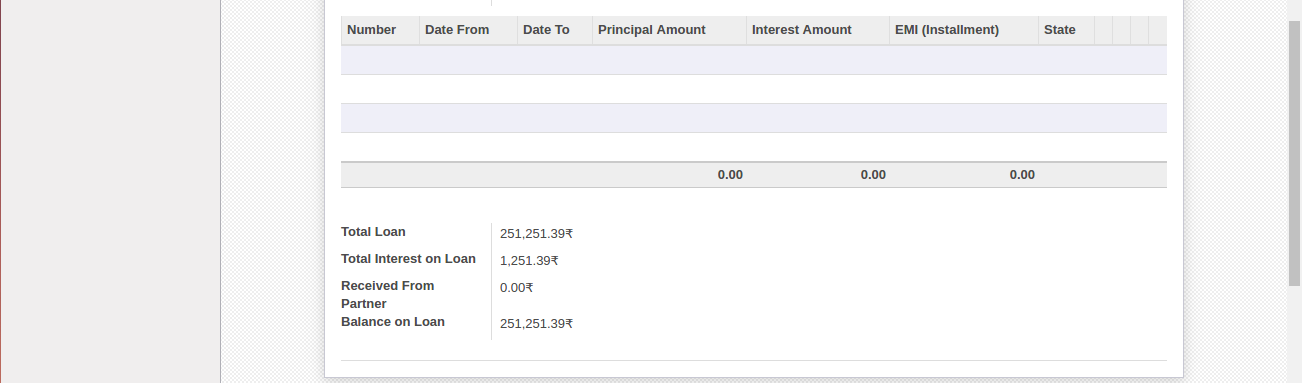 Number Date From Date To Principal Amount Interest Amount EMI (Installment) State
0.00 0.00 0.00
Total Loan 251,251.39₹
Total Interest on Loan 1,251.39₹
Received From 0.00₹
Partner
Balance on Loan 251,251.39₹